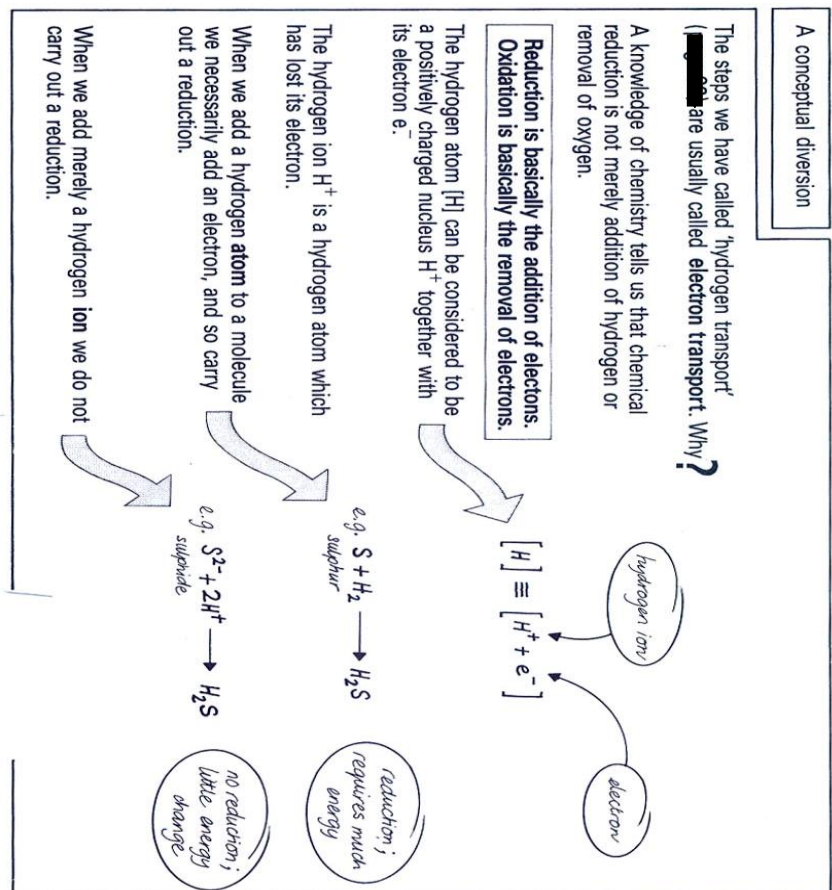 A conceptual diversion
The steps we have called 'hydrogen transport'
are usually called electron transport. Why?
A knowledge of chemistry tells us that chemical
reduction is not merely addition of hydrogen or
removal of oxygen.
Reduction is basically the addition of electons.
Oxidation is basically the removal of electrons.
The hydrogen atom [H] can be considered to be
a positively charged nucleus H⁺ together with
its electron e⁻.
hydrogen ion
electron
[H] ≡ [H⁺ + e⁻]
The hydrogen ion H⁺ is a hydrogen atom which
has lost its electron.
When we add a hydrogen atom to a molecule
we necessarily add an electron, and so carry
out a reduction.
e.g. S + H₂ → H₂S
sulphur
reduction;
requires much
energy
When we add merely a hydrogen ion we do not
carry out a reduction.
e.g. S²⁻ + 2H⁺ → H₂S
sulphide
no reduction;
little energy
change